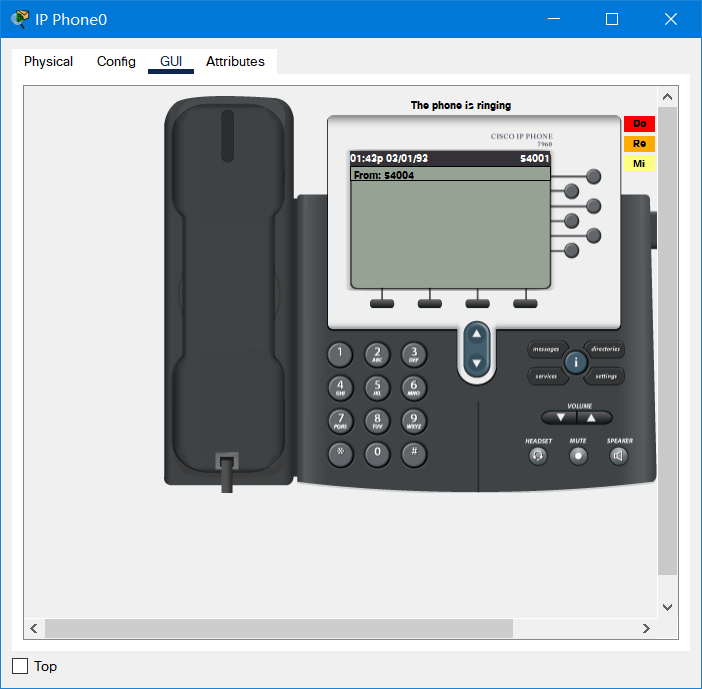 IP Phone0
Physical Config GUI Attributes
The phone is ringing
CISCO IP PHONE
7960
01:43p 03/01/93 54001
From: 54004
Do
Re
Mi
1
2 ABC
3 DEF
4 GHI
5 JKL
6 MNO
7 PQRS
8 TUV
9 WXYZ
*
0
#
messages
directories
i
services
settings
VOLUME
HEADSET MUTE SPEAKER
Top